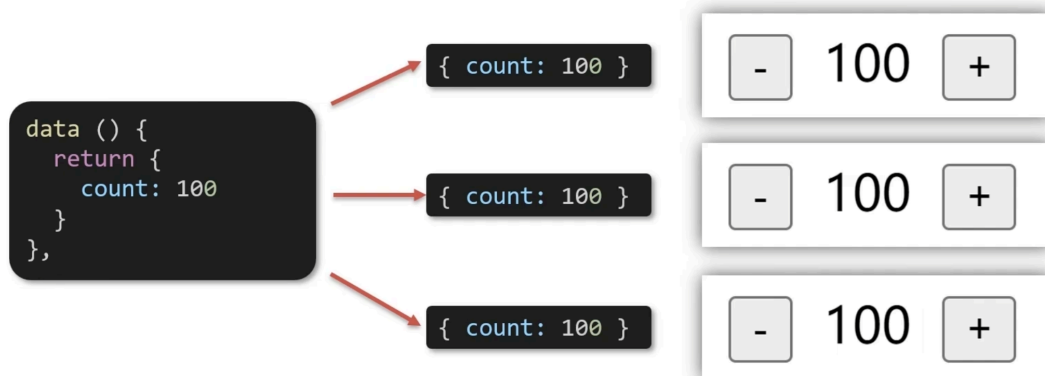 data () {
  return {
    count: 100
  }
},
{ count: 100 }
- 100 +
{ count: 100 }
- 100 +
{ count: 100 }
- 100 +